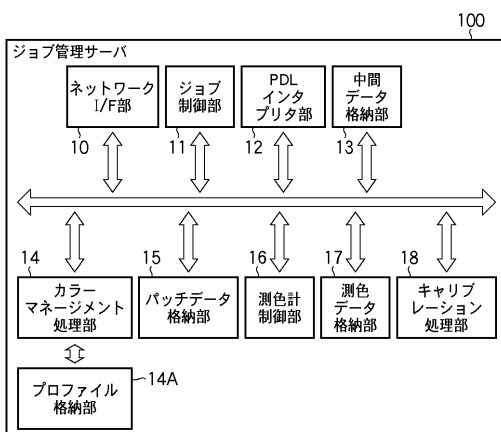 100
ジョブ管理サーバ
ネットワーク
I/F部
ジョブ
制御部
PDL
インタ
プリタ部
中間
データ
格納部
10
11
12
13
14
15
16
17
18
カラー
マネージメント
処理部
パッチデータ
格納部
測色計
制御部
測色
データ
格納部
キャリブ
レーション
処理部
14A
プロファイル
格納部